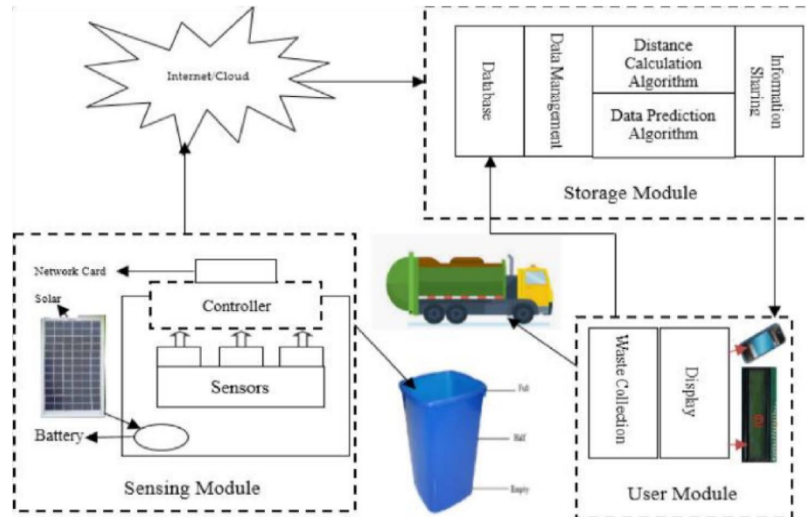 Internet/Cloud
Database
Data Management
Distance
Calculation
Algorithm
Data Prediction
Algorithm
Information
Sharing
Storage Module
Network Card
Solar
Controller
Sensors
Battery
Sensing Module
Full
Half
Empty
Waste Collection
Display
User Module